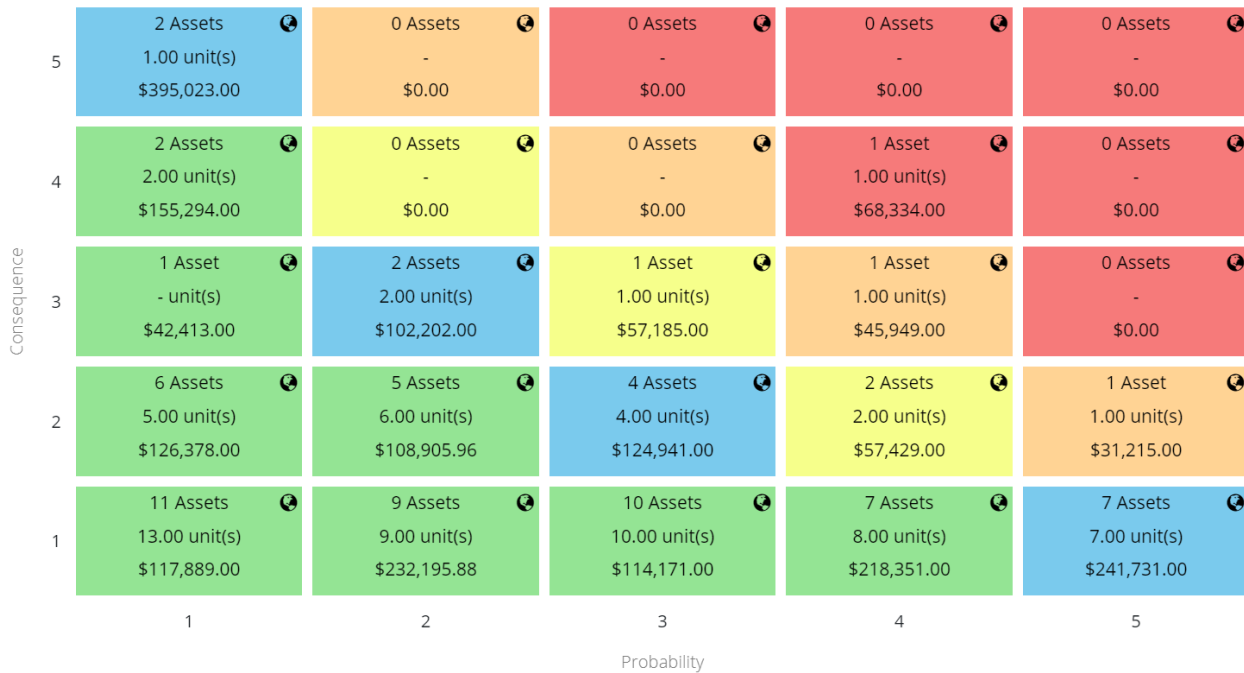 2 Assets 0 Assets 0 Assets 0 Assets 0 Assets
5 1.00 unit(s) - - - -
$395,023.00 $0.00 $0.00 $0.00 $0.00
2 Assets 0 Assets 0 Assets 1 Asset 0 Assets
4 2.00 unit(s) - - 1.00 unit(s) -
$155,294.00 $0.00 $0.00 $68,334.00 $0.00
Consequence
1 Asset 2 Assets 1 Asset 1 Asset 0 Assets
3 - unit(s) 2.00 unit(s) 1.00 unit(s) 1.00 unit(s) -
$42,413.00 $102,202.00 $57,185.00 $45,949.00 $0.00
6 Assets 5 Assets 4 Assets 2 Assets 1 Asset
2 5.00 unit(s) 6.00 unit(s) 4.00 unit(s) 2.00 unit(s) 1.00 unit(s)
$126,378.00 $108,905.96 $124,941.00 $57,429.00 $31,215.00
11 Assets 9 Assets 10 Assets 7 Assets 7 Assets
1 13.00 unit(s) 9.00 unit(s) 10.00 unit(s) 8.00 unit(s) 7.00 unit(s)
$117,889.00 $232,195.88 $114,171.00 $218,351.00 $241,731.00
1 2 3 4 5
Probability